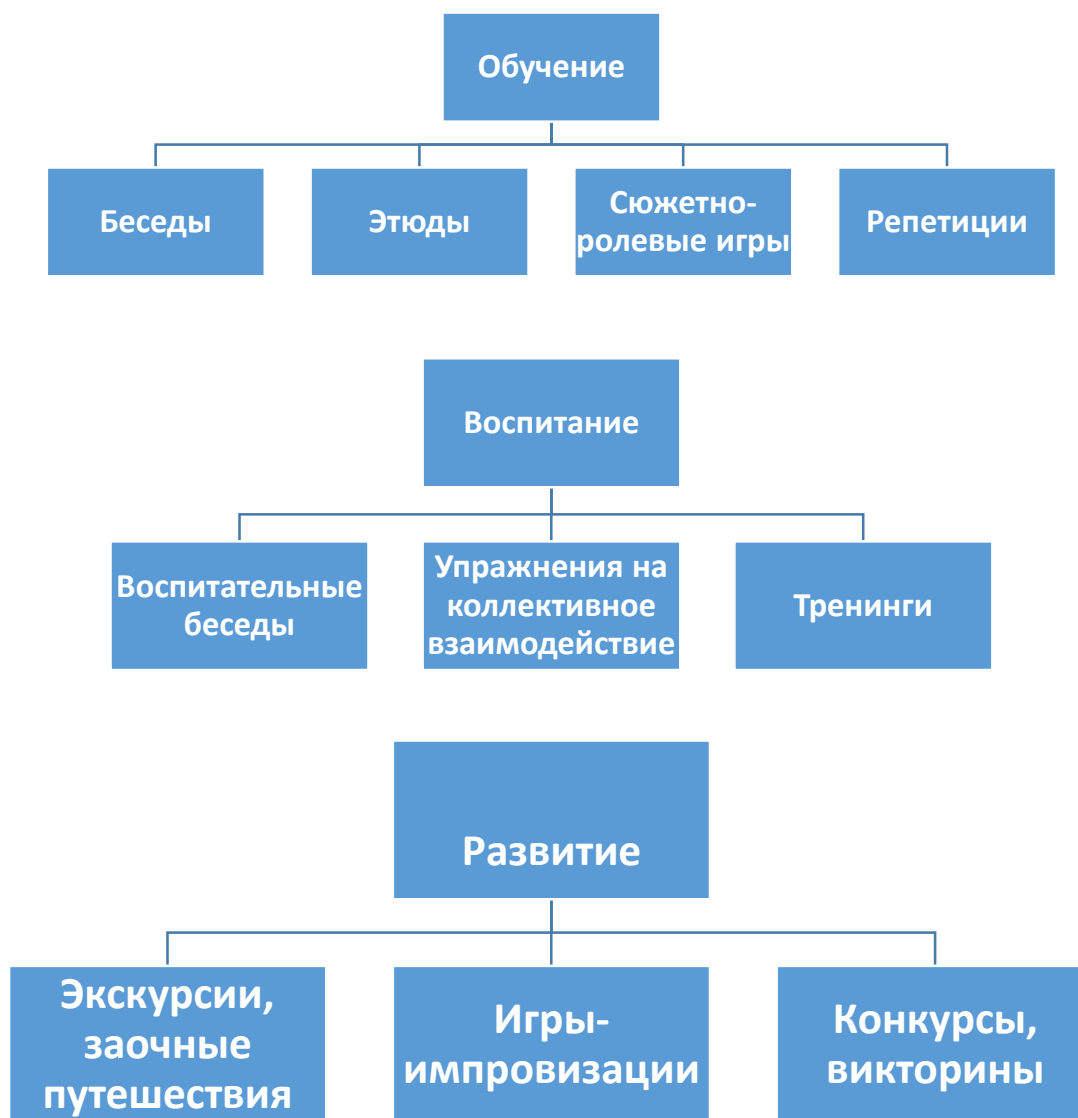 Обучение
Беседы
Этюды
Сюжетно-
ролевые игры
Репетиции
Воспитание
Воспитательные
беседы
Упражнения на
коллективное
взаимодействие
Тренинги
Развитие
Экскурсии,
заочные
путешествия
Игры-
импровизации
Конкурсы,
викторины